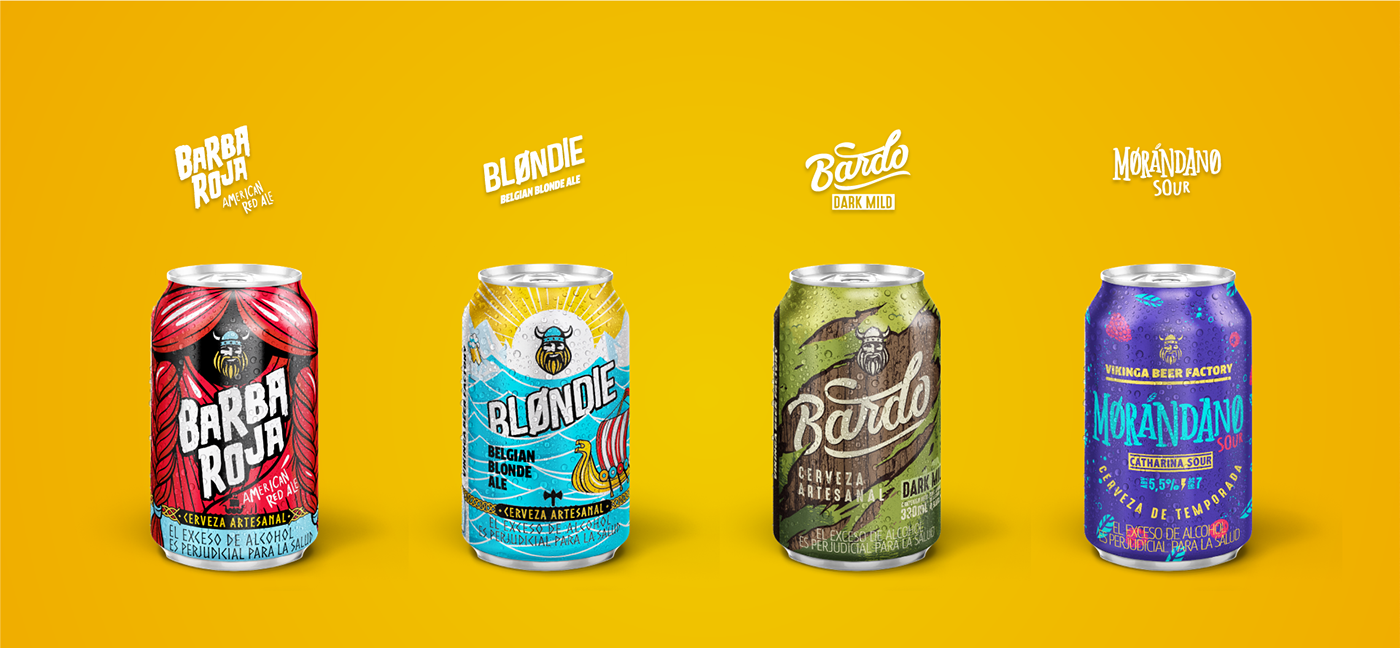 BARBA
ROJA
AMERICAN
RED ALE
BLØNDIE
BELGIAN BLONDE ALE
Bardo
DARK MILD
MØRÁNDANØ
SOUR
BARBA
ROJA
AMERICAN
RED ALE
CERVEZA ARTESANAL
EL EXCESO DE ALCOHOL
ES PERJUDICIAL PARA LA SALUD
BLØNDIE
BELGIAN
BLONDE
ALE
CERVEZA ARTESANAL
EL EXCESO DE ALCOHOL
ES PERJUDICIAL PARA LA SALUD
Bardo
CERVEZA
ARTESANAL
DARK
EL EXCESO DE ALCOHOL
ES PERJUDICIAL PARA LA SALUD
VIKINGA BEER FACTORY
MØRÁNDANØ
SOUR
CATHARINA SOUR
5,5% 7
CERVEZA DE TEMPORADA
EL EXCESO DE ALCOHOL
ES PERJUDICIAL PARA LA SALUD